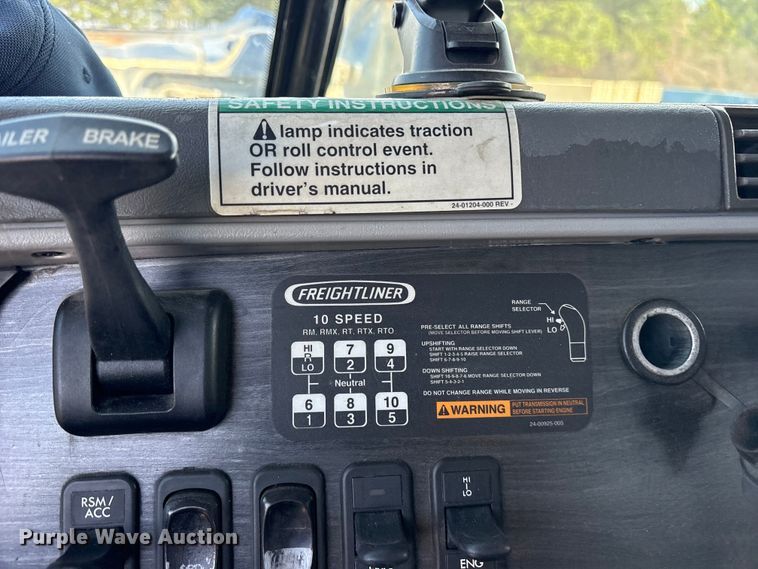 SAFETY INSTRUCTIONS
lamp indicates traction
OR roll control event.
Follow instructions in
driver's manual.
24-01204-000 REV -
AILER BRAKE
FREIGHTLINER
10 SPEED
RM, RMX, RT, RTX, RTO
HI
R
LO
7
2
9
4
Neutral
6
1
8
3
10
5
RANGE
SELECTOR
HI
LO
PRE-SELECT ALL RANGE SHIFTS
(MOVE SELECTOR BEFORE MOVING SHIFT LEVER)
UPSHIFTING
START WITH RANGE SELECTOR DOWN
SHIFT 1-2-3-4-5 RAISE RANGE SELECTOR
SHIFT 6-7-8-9-10
DOWN SHIFTING
SHIFT 10-9-8-7-6 MOVE RANGE SELECTOR DOWN
SHIFT 5-4-3-2-1
DO NOT CHANGE RANGE WHILE MOVING IN REVERSE
WARNING
PUT TRANSMISSION IN NEUTRAL
BEFORE STARTING ENGINE
24-00925-005
RSM/
ACC
HI
I
LO
ENG
Purple Wave Auction